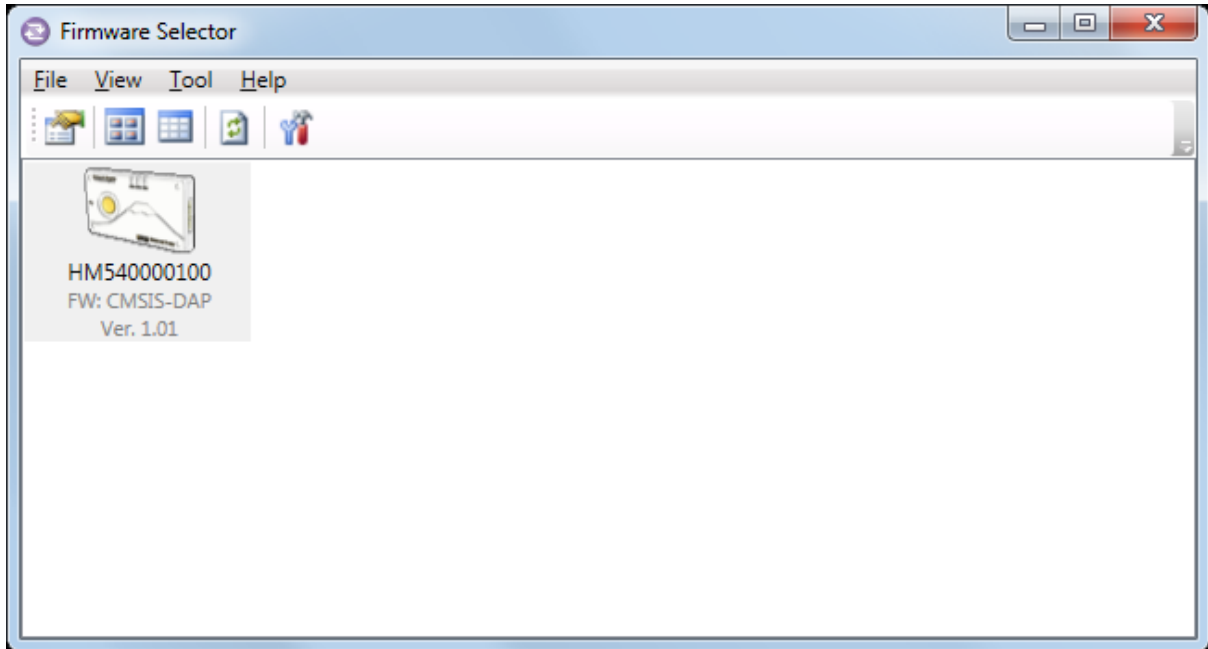 Firmware Selector
File View Tool Help
HM540000100
FW: CMSIS-DAP
Ver. 1.01